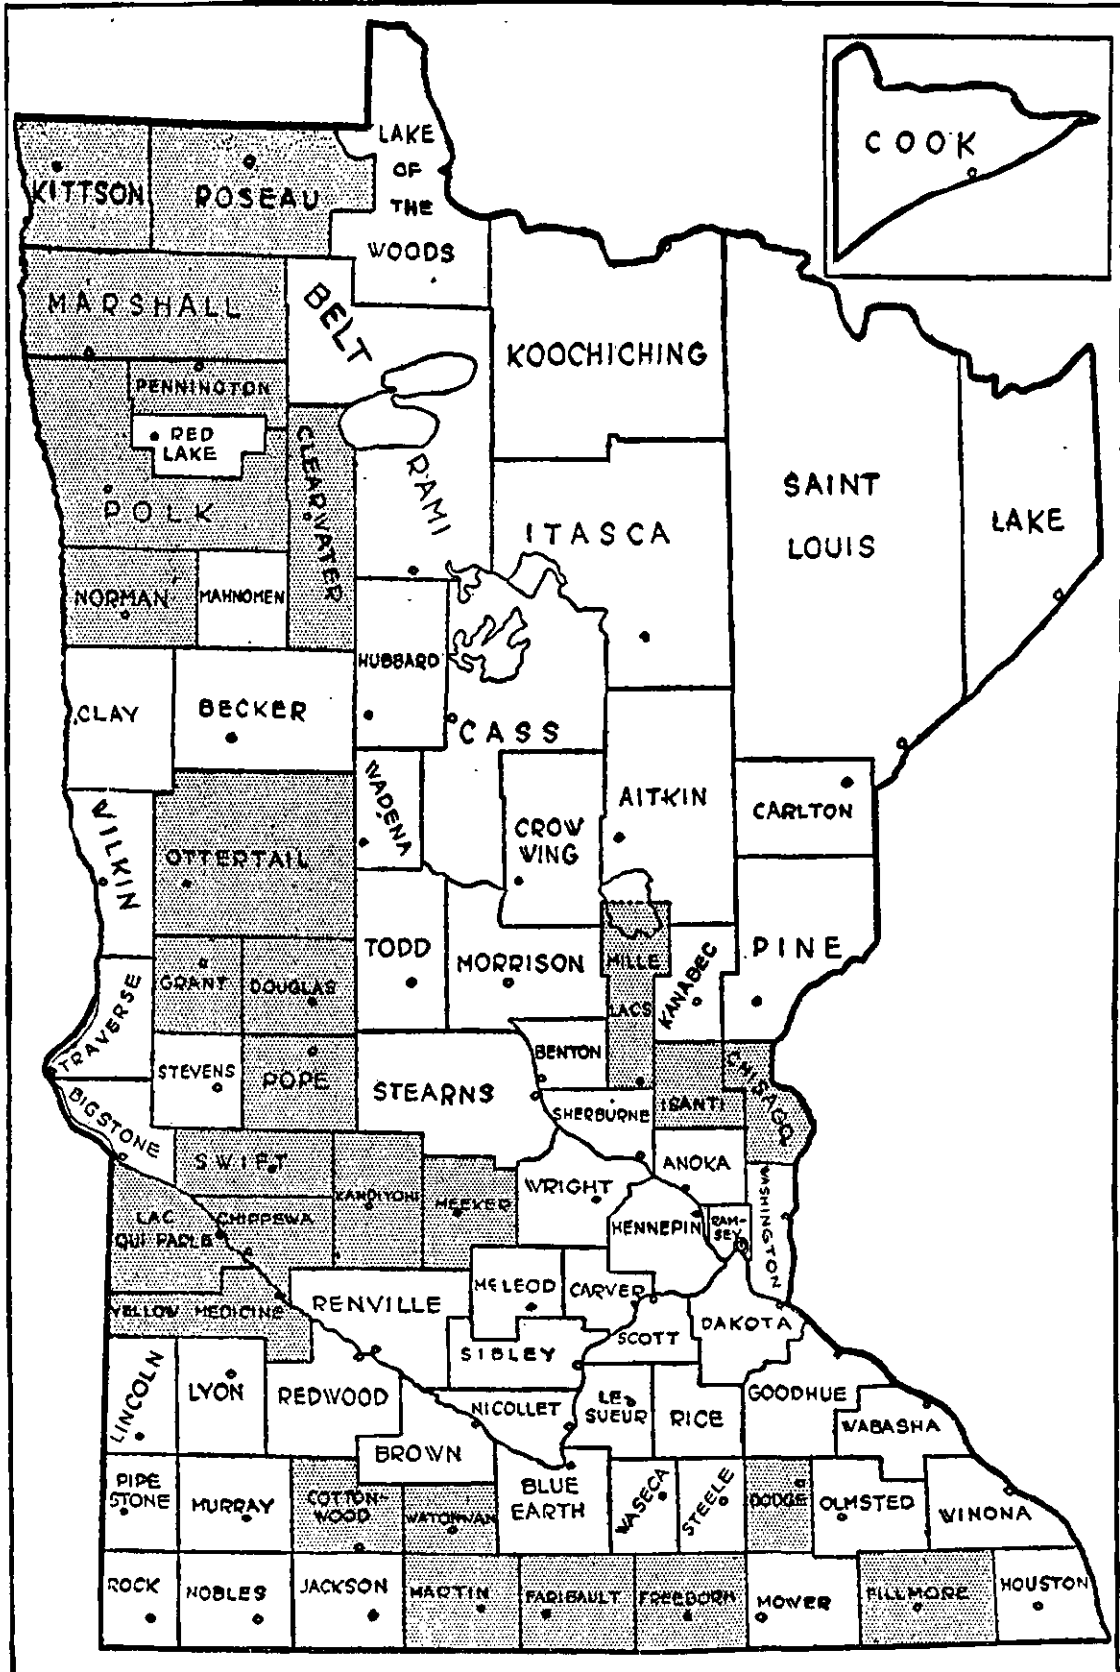 COOK
LAKE
OF
THE
WOODS
KITTSON
ROSEAU
MARSHALL
BELT
RAMI
KOOCHICHING
PENNINGTON
RED
LAKE
CLEARWATER
POLK
ITASCA
SAINT
LOUIS
LAKE
NORMAN
MAHNOMEN
HUBBARD
CLAY
BECKER
CASS
WADENA
AITKIN
CARLTON
WILKIN
OTTERTAIL
CROW
WING
TODD
MORRISON
MILLE
LACS
KANABEC
PINE
GRANT
DOUGLAS
TRAVERSE
STEVENS
POPE
STEARNS
BENTON
SHERBURNE
ISANTI
CHISAGO
BIGSTONE
SWIFT
KANDIYOHI
MEEKER
WRIGHT
ANOKA
WASHINGTON
HENNEPIN
RAM-
SEY
LAC
QUI PARLE
CHIPPEWA
YELLOW MEDICINE
RENVILLE
McLEOD
CARVER
SCOTT
DAKOTA
SIBLEY
LINCOLN
LYON
REDWOOD
NICOLLET
LE
SUEUR
RICE
GOODHUE
WABASHA
BROWN
PIPE
STONE
MURRAY
COTTON-
WOOD
WATONWAN
BLUE
EARTH
WASECA
STEELE
DODGE
OLMSTED
WINONA
ROCK
NOBLES
JACKSON
MARTIN
FARIBAULT
FREEBORN
MOWER
FILLMORE
HOUSTON